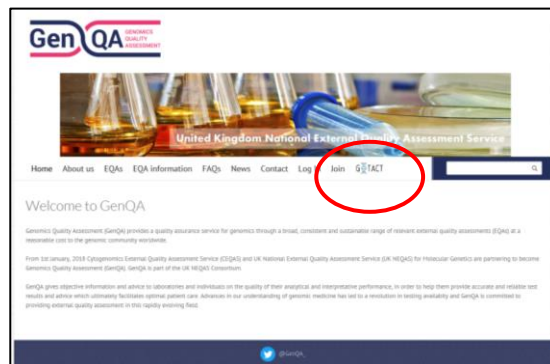 GenQA GENOMICS
QUALITY
ASSESSMENT
United Kingdom National External Quality Assessment Service
Home About us EQAs EQA information FAQs News Contact Log Join G TACT
Welcome to GenQA
Genomics Quality Assessment (GenQA) provides a quality assurance service for genomics through a broad, consistent and sustainable range of relevant external quality assessments (EQAs) at a
reasonable cost to the genomic community worldwide.
From 1st January, 2018 Cytogenomics External Quality Assessment Service (CEQAS) and UK National External Quality Assessment Service (UK NEQAS) for Molecular Genetics are partnering to become
Genomics Quality Assessment (GenQA). GenQA is part of the UK NEQAS Consortium.
GenQA gives objective information and advice to laboratories and individuals on the quality of their analytical and interpretative performance, in order to help them provide accurate and reliable test
results and advice which ultimately facilitates optimal patient care. Advances in our understanding of genomic medicine has led to a revolution in testing availability and GenQA is committed to
providing external quality assessment in this rapidly evolving field.
@GenQA_